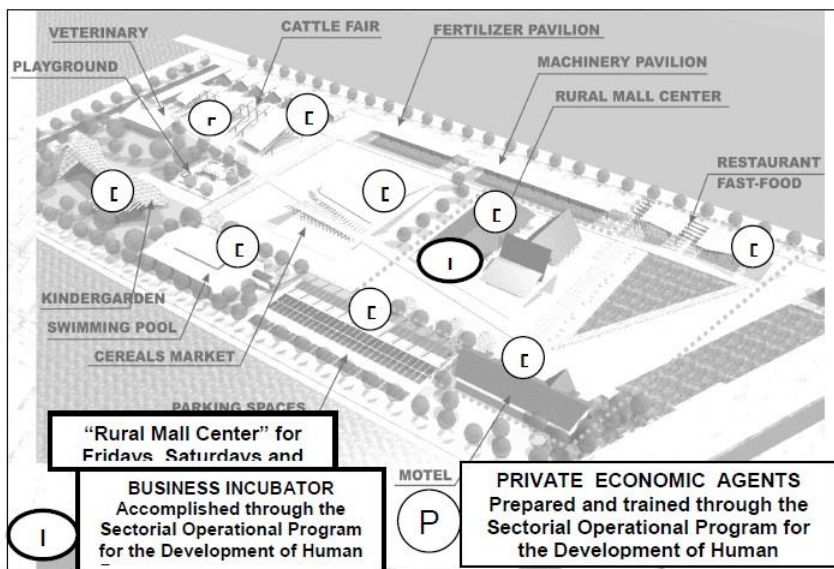 VETERINARY
CATTLE FAIR
FERTILIZER PAVILION
PLAYGROUND
MACHINERY PAVILION
RURAL MALL CENTER
RESTAURANT
FAST-FOOD
I
KINDERGARDEN
SWIMMING POOL
CEREALS MARKET
PARKING SPACES
"Rural Mall Center" for
Fridays, Saturdays and
MOTEL
BUSINESS INCUBATOR
Accomplished through the
Sectorial Operational Program
for the Development of Human
I
P
PRIVATE ECONOMIC AGENTS
Prepared and trained through the
Sectorial Operational Program for
the Development of Human